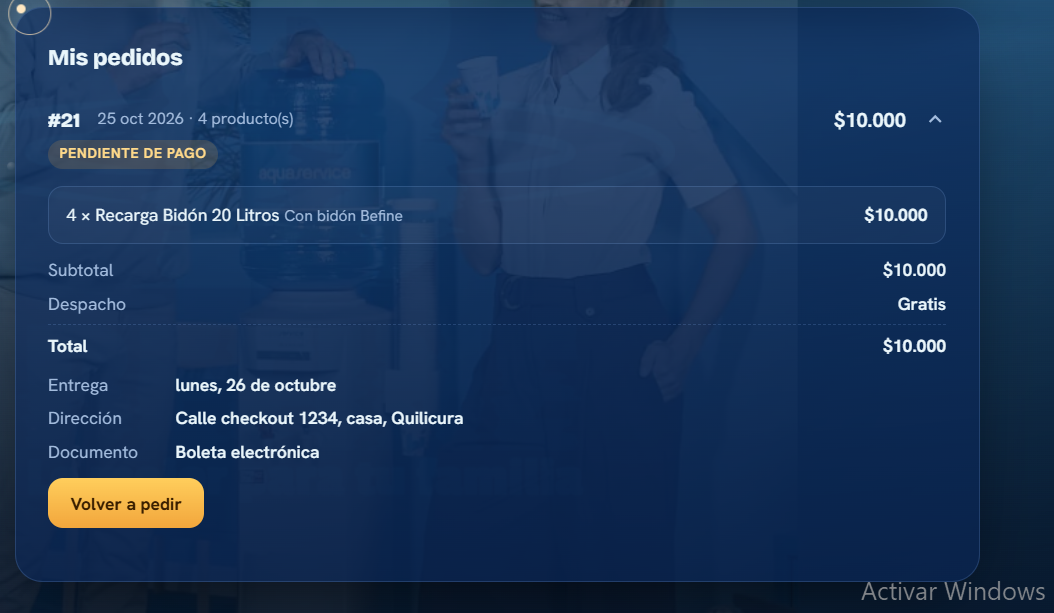 Mis pedidos
#21 25 oct 2026 · 4 producto(s) $10.000
PENDIENTE DE PAGO
4 × Recarga Bidón 20 Litros Con bidón Befine $10.000
Subtotal $10.000
Despacho Gratis
Total $10.000
Entrega lunes, 26 de octubre
Dirección Calle checkout 1234, casa, Quilicura
Documento Boleta electrónica
Volver a pedir
Activar Windows